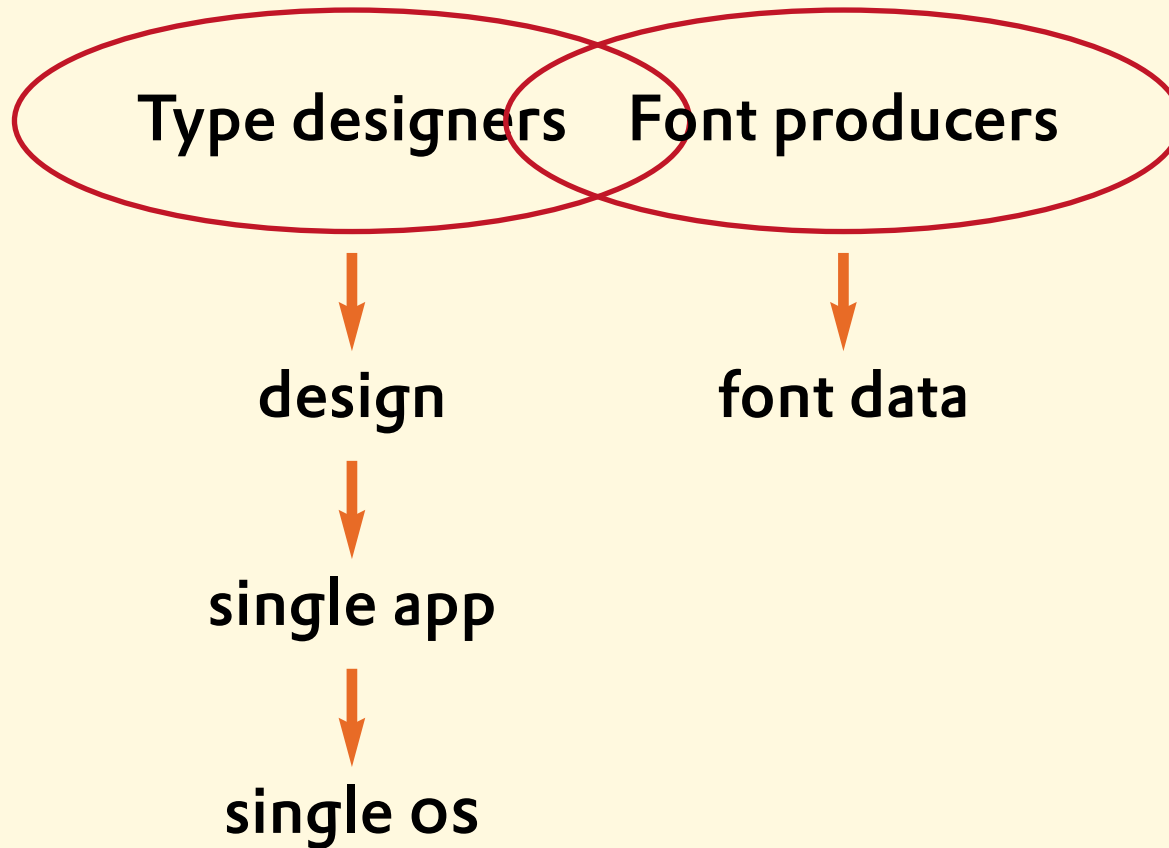 Type designers
Font producers
design
font data
single app
single os